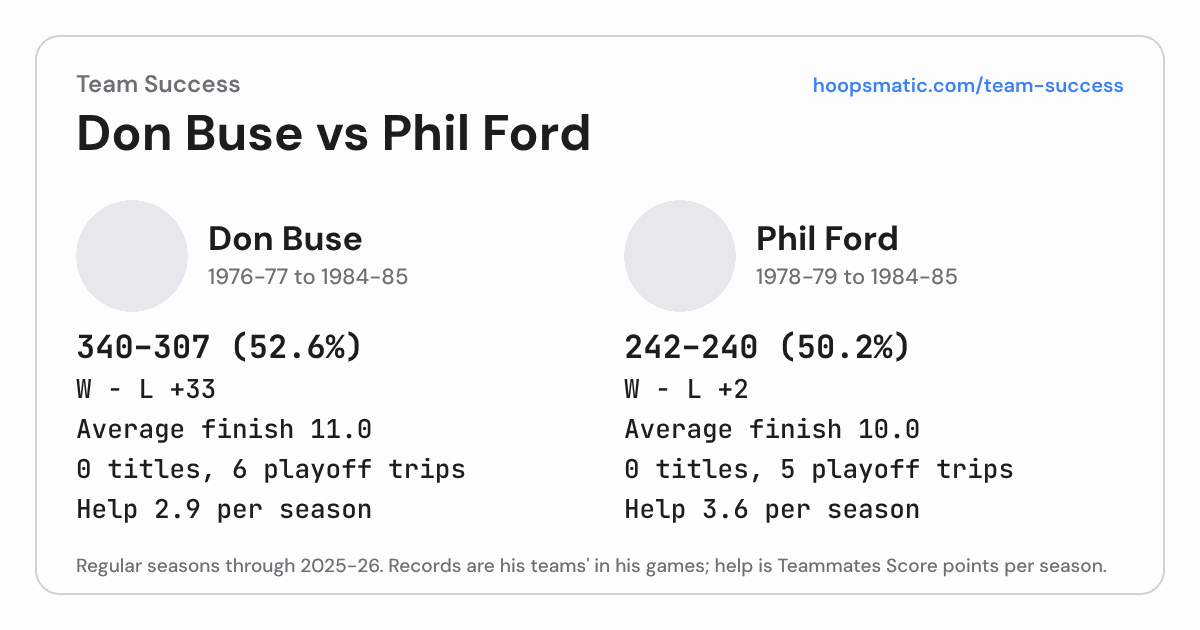 Team Success
hoopsmatic.com/team-success
Don Buse vs Phil Ford
Don Buse
1976-77 to 1984-85
340-307 (52.6%)
W - L +33
Average finish 11.0
0 titles, 6 playoff trips
Help 2.9 per season
Phil Ford
1978-79 to 1984-85
242-240 (50.2%)
W - L +2
Average finish 10.0
0 titles, 5 playoff trips
Help 3.6 per season
Regular seasons through 2025-26. Records are his teams' in his games; help is Teammates Score points per season.